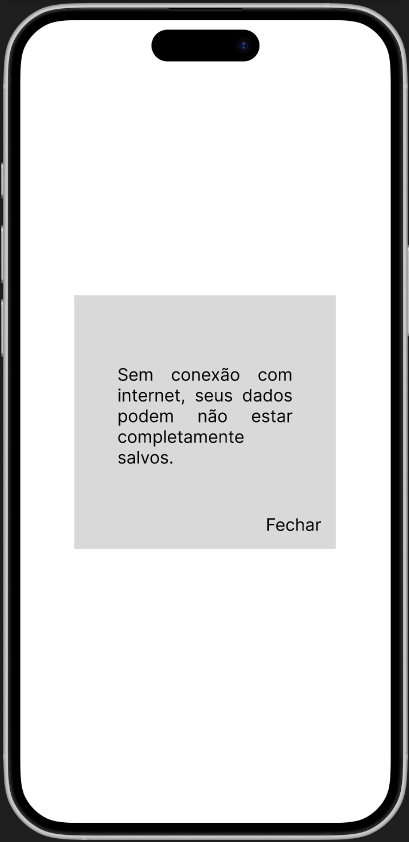 Sem conexão com
internet, seus dados
podem não estar
completamente
salvos.
Fechar